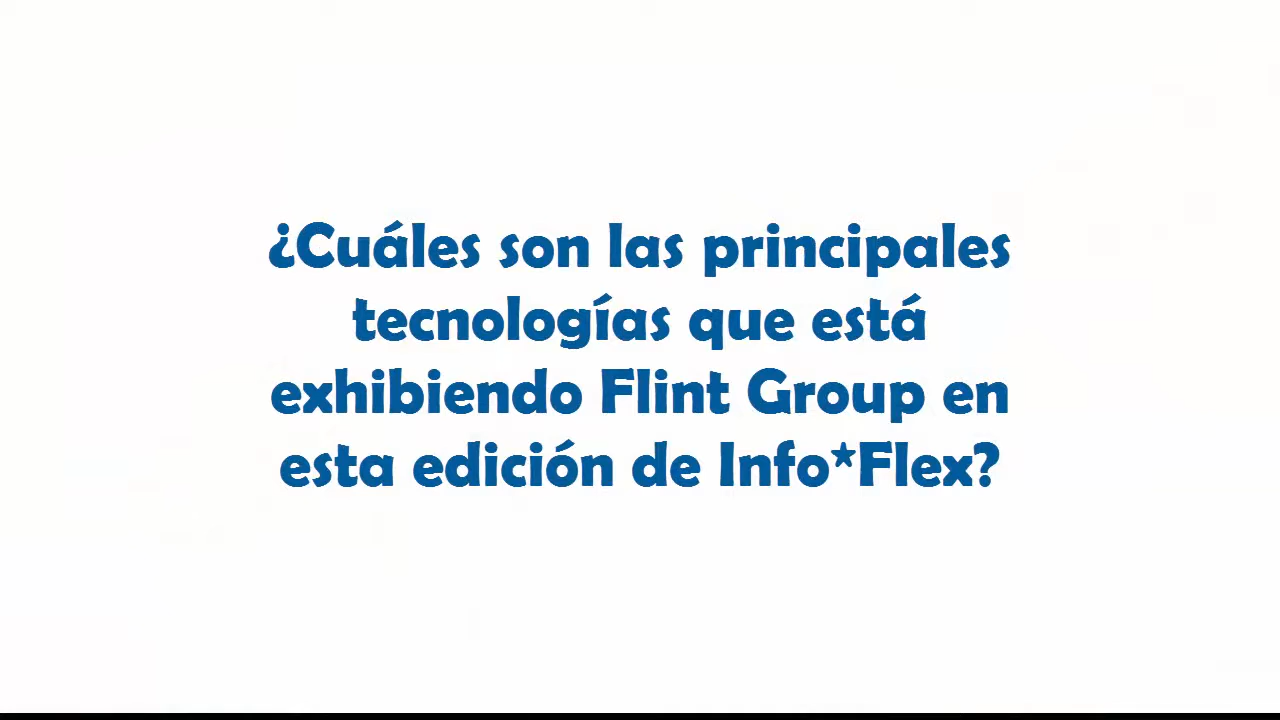 ¿Cuáles son las principales
tecnologías que está
exhibiendo Flint Group en
esta edición de Info*Flex?